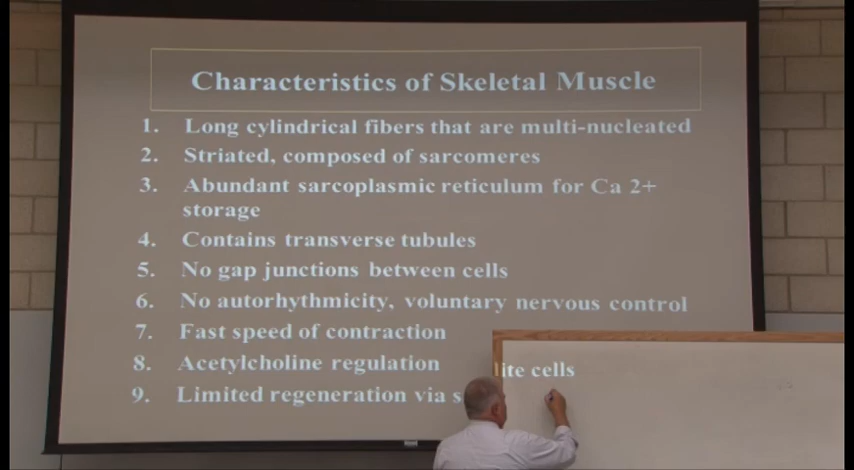 Characteristics of Skeletal Muscle
1. Long cylindrical fibers that are multi-nucleated
2. Striated, composed of sarcomeres
3. Abundant sarcoplasmic reticulum for Ca 2+
storage
4. Contains transverse tubules
5. No gap junctions between cells
6. No autorhythmicity, voluntary nervous control
7. Fast speed of contraction
8. Acetylcholine regulation
9. Limited regeneration via s lite cells